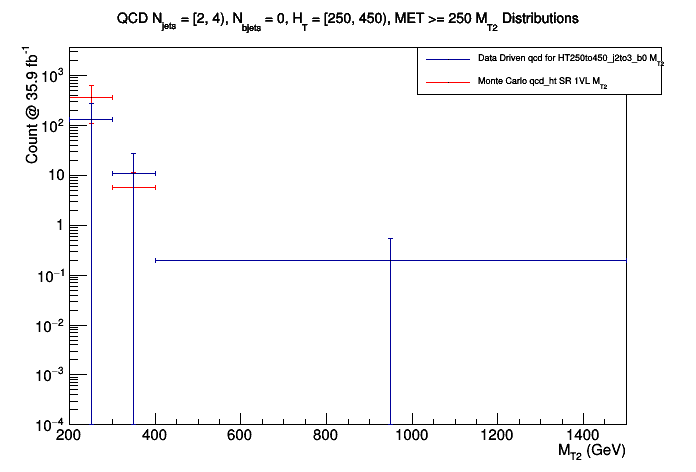 QCD N_jets = [2, 4), N_bjets = 0, H_T = [250, 450), MET >= 250 M_T2 Distributions
Data Driven qcd for HT250to450_j2to3_b0 M_T2
Monte Carlo qcd_ht SR 1VL M_T2
Count @ 35.9 fb^-1
10^3
10^2
10
1
10^-1
10^-2
10^-3
10^-4
200 400 600 800 1000 1200 1400
M_T2 (GeV)